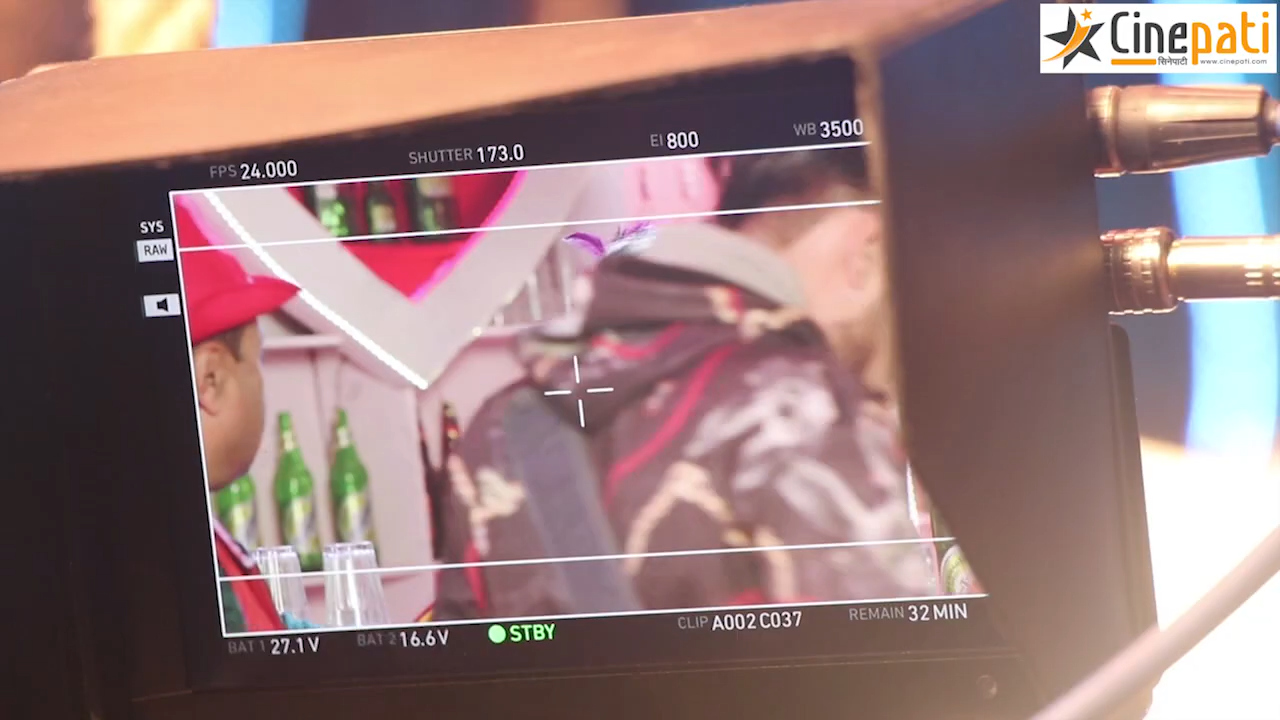 Cinepati
सिनेपाटी www.cinepati.com
FPS 24.000 SHUTTER 173.0 EI 800 WB 3500
SYS
RAW
BAT 1 27.1 V BAT 2 16.6 V STBY CLIP A002 C037 REMAIN 32 MIN